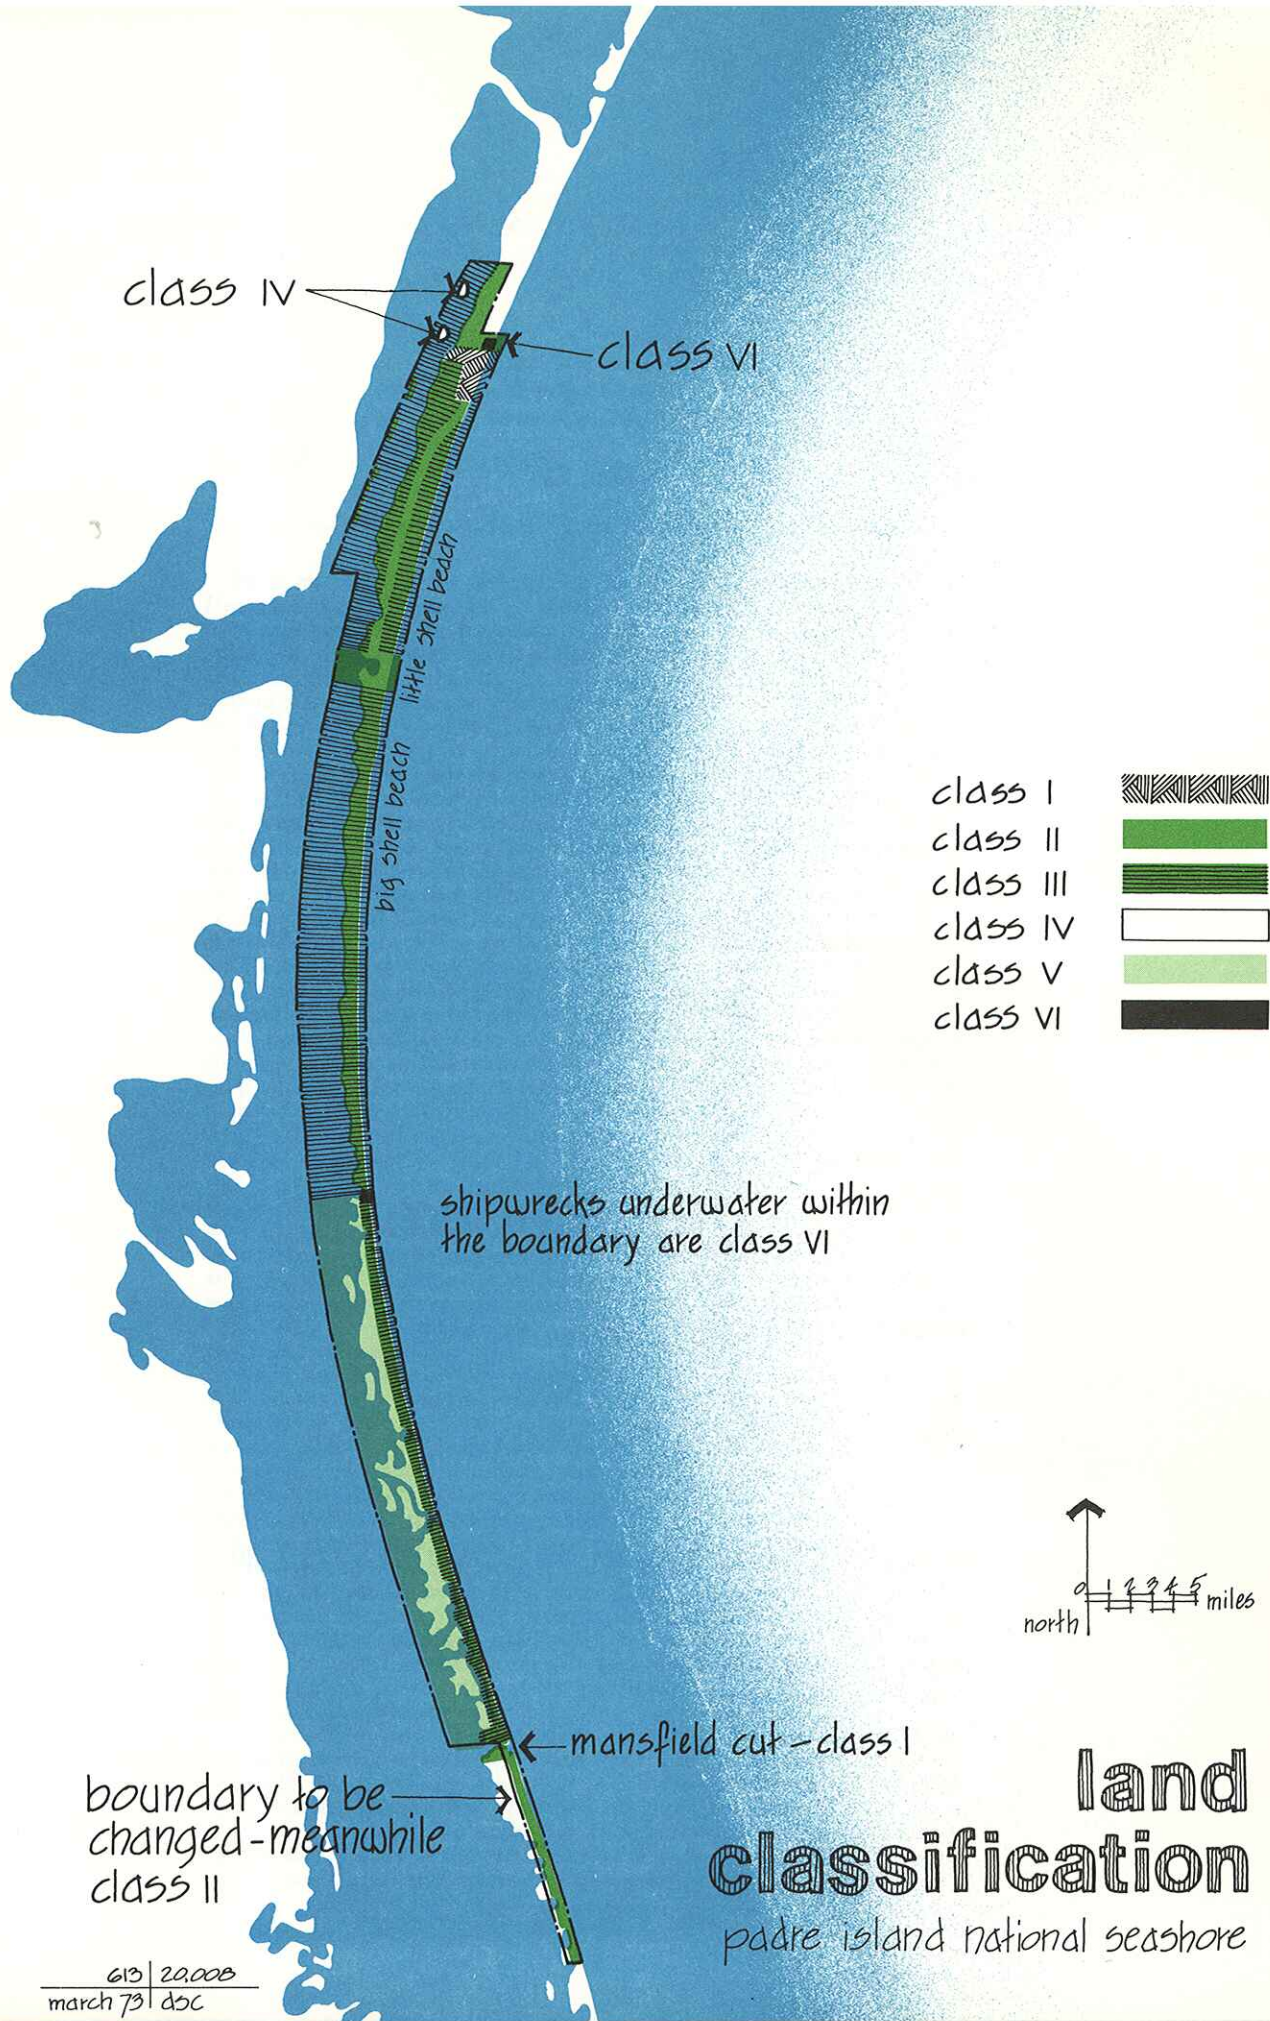 class IV
class VI
little shell beach
big shell beach
class I
class II
class III
class IV
class V
class VI
shipwrecks underwater within
the boundary are class VI
0 1 2 3 4 5 miles
north
mansfield cut - class I
boundary to be
changed - meanwhile
class II
land
classification
padre island national seashore
613 | 20,008
march 73 | dsc